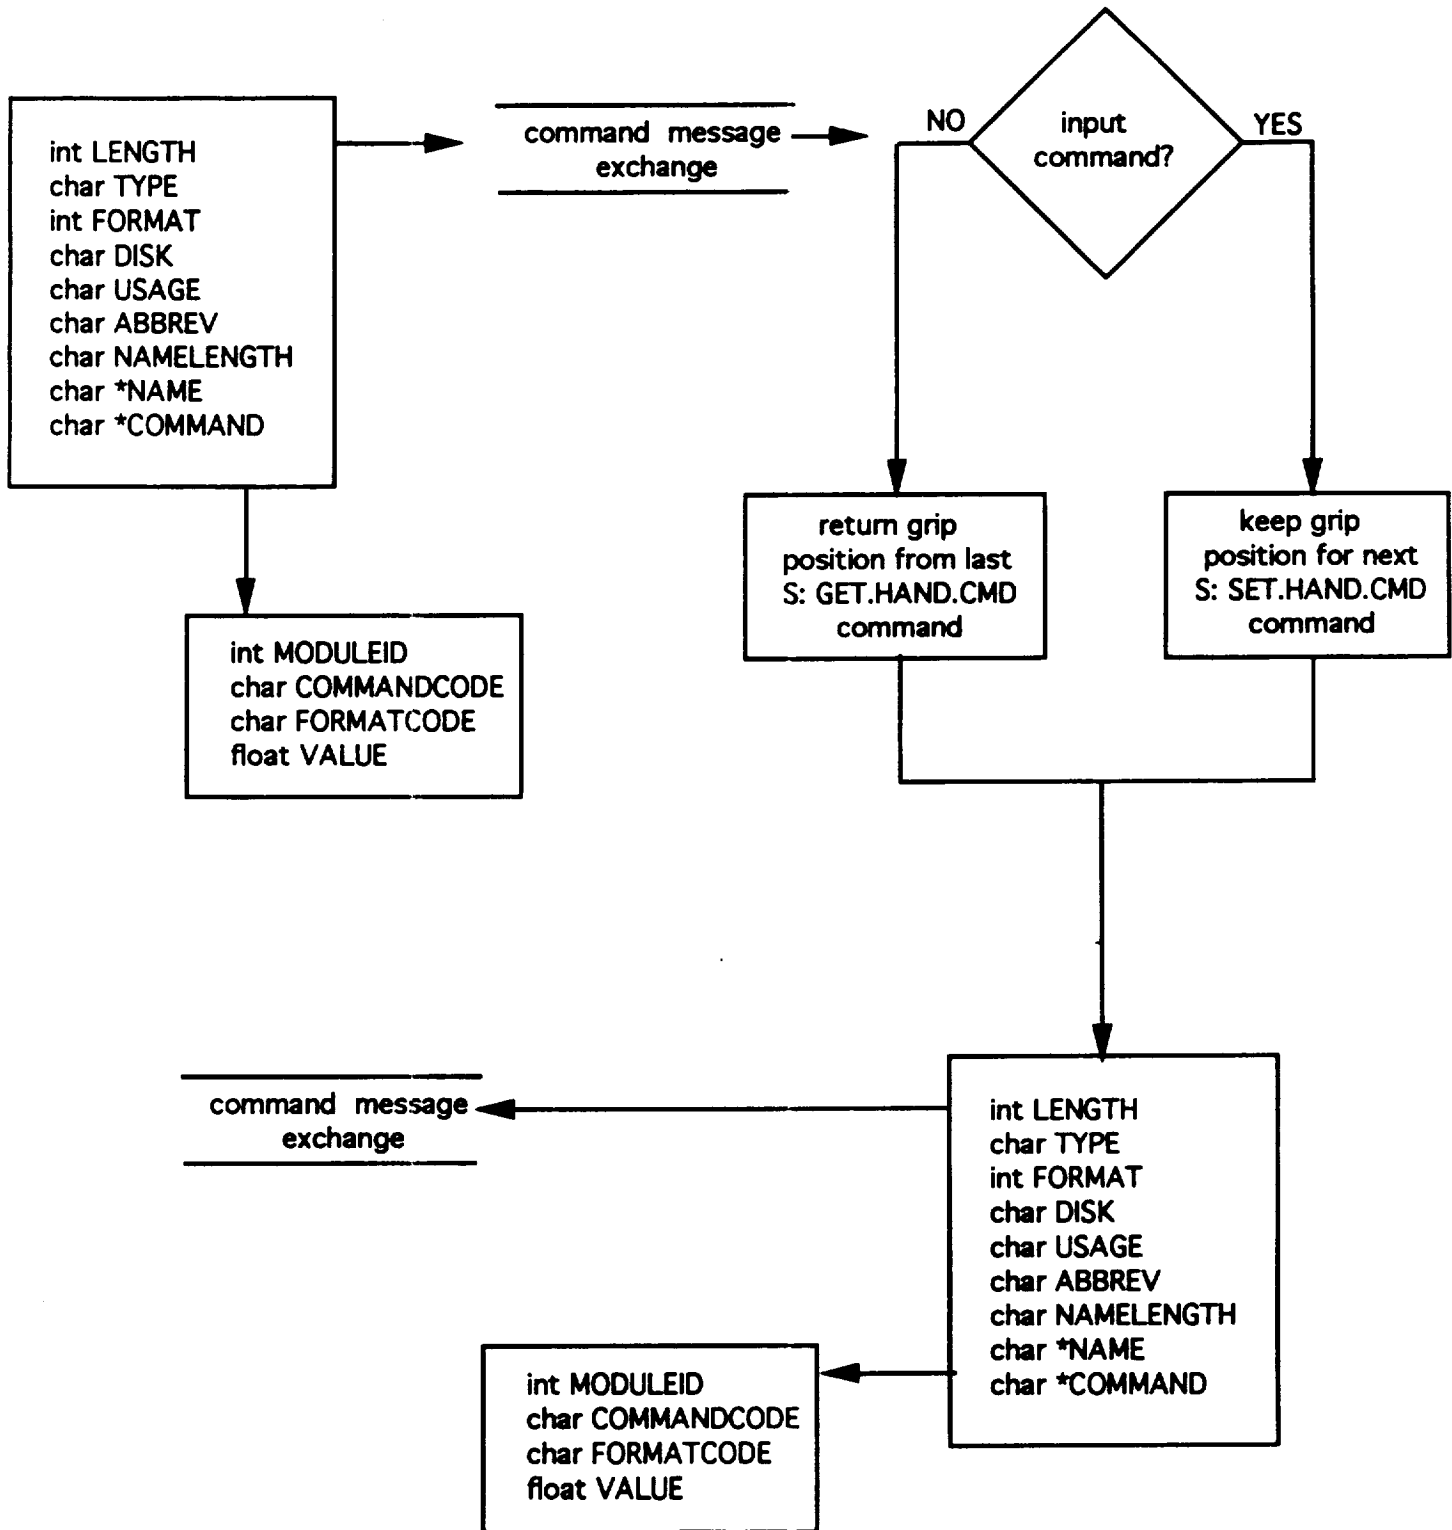 int LENGTH
char TYPE
int FORMAT
char DISK
char USAGE
char ABBREV
char NAMELENGTH
char *NAME
char *COMMAND
command message
exchange
NO
input
command?
YES
int MODULEID
char COMMANDCODE
char FORMATCODE
float VALUE
return grip
position from last
S: GET.HAND.CMD
command
keep grip
position for next
S: SET.HAND.CMD
command
command message
exchange
int LENGTH
char TYPE
int FORMAT
char DISK
char USAGE
char ABBREV
char NAMELENGTH
char *NAME
char *COMMAND
int MODULEID
char COMMANDCODE
char FORMATCODE
float VALUE